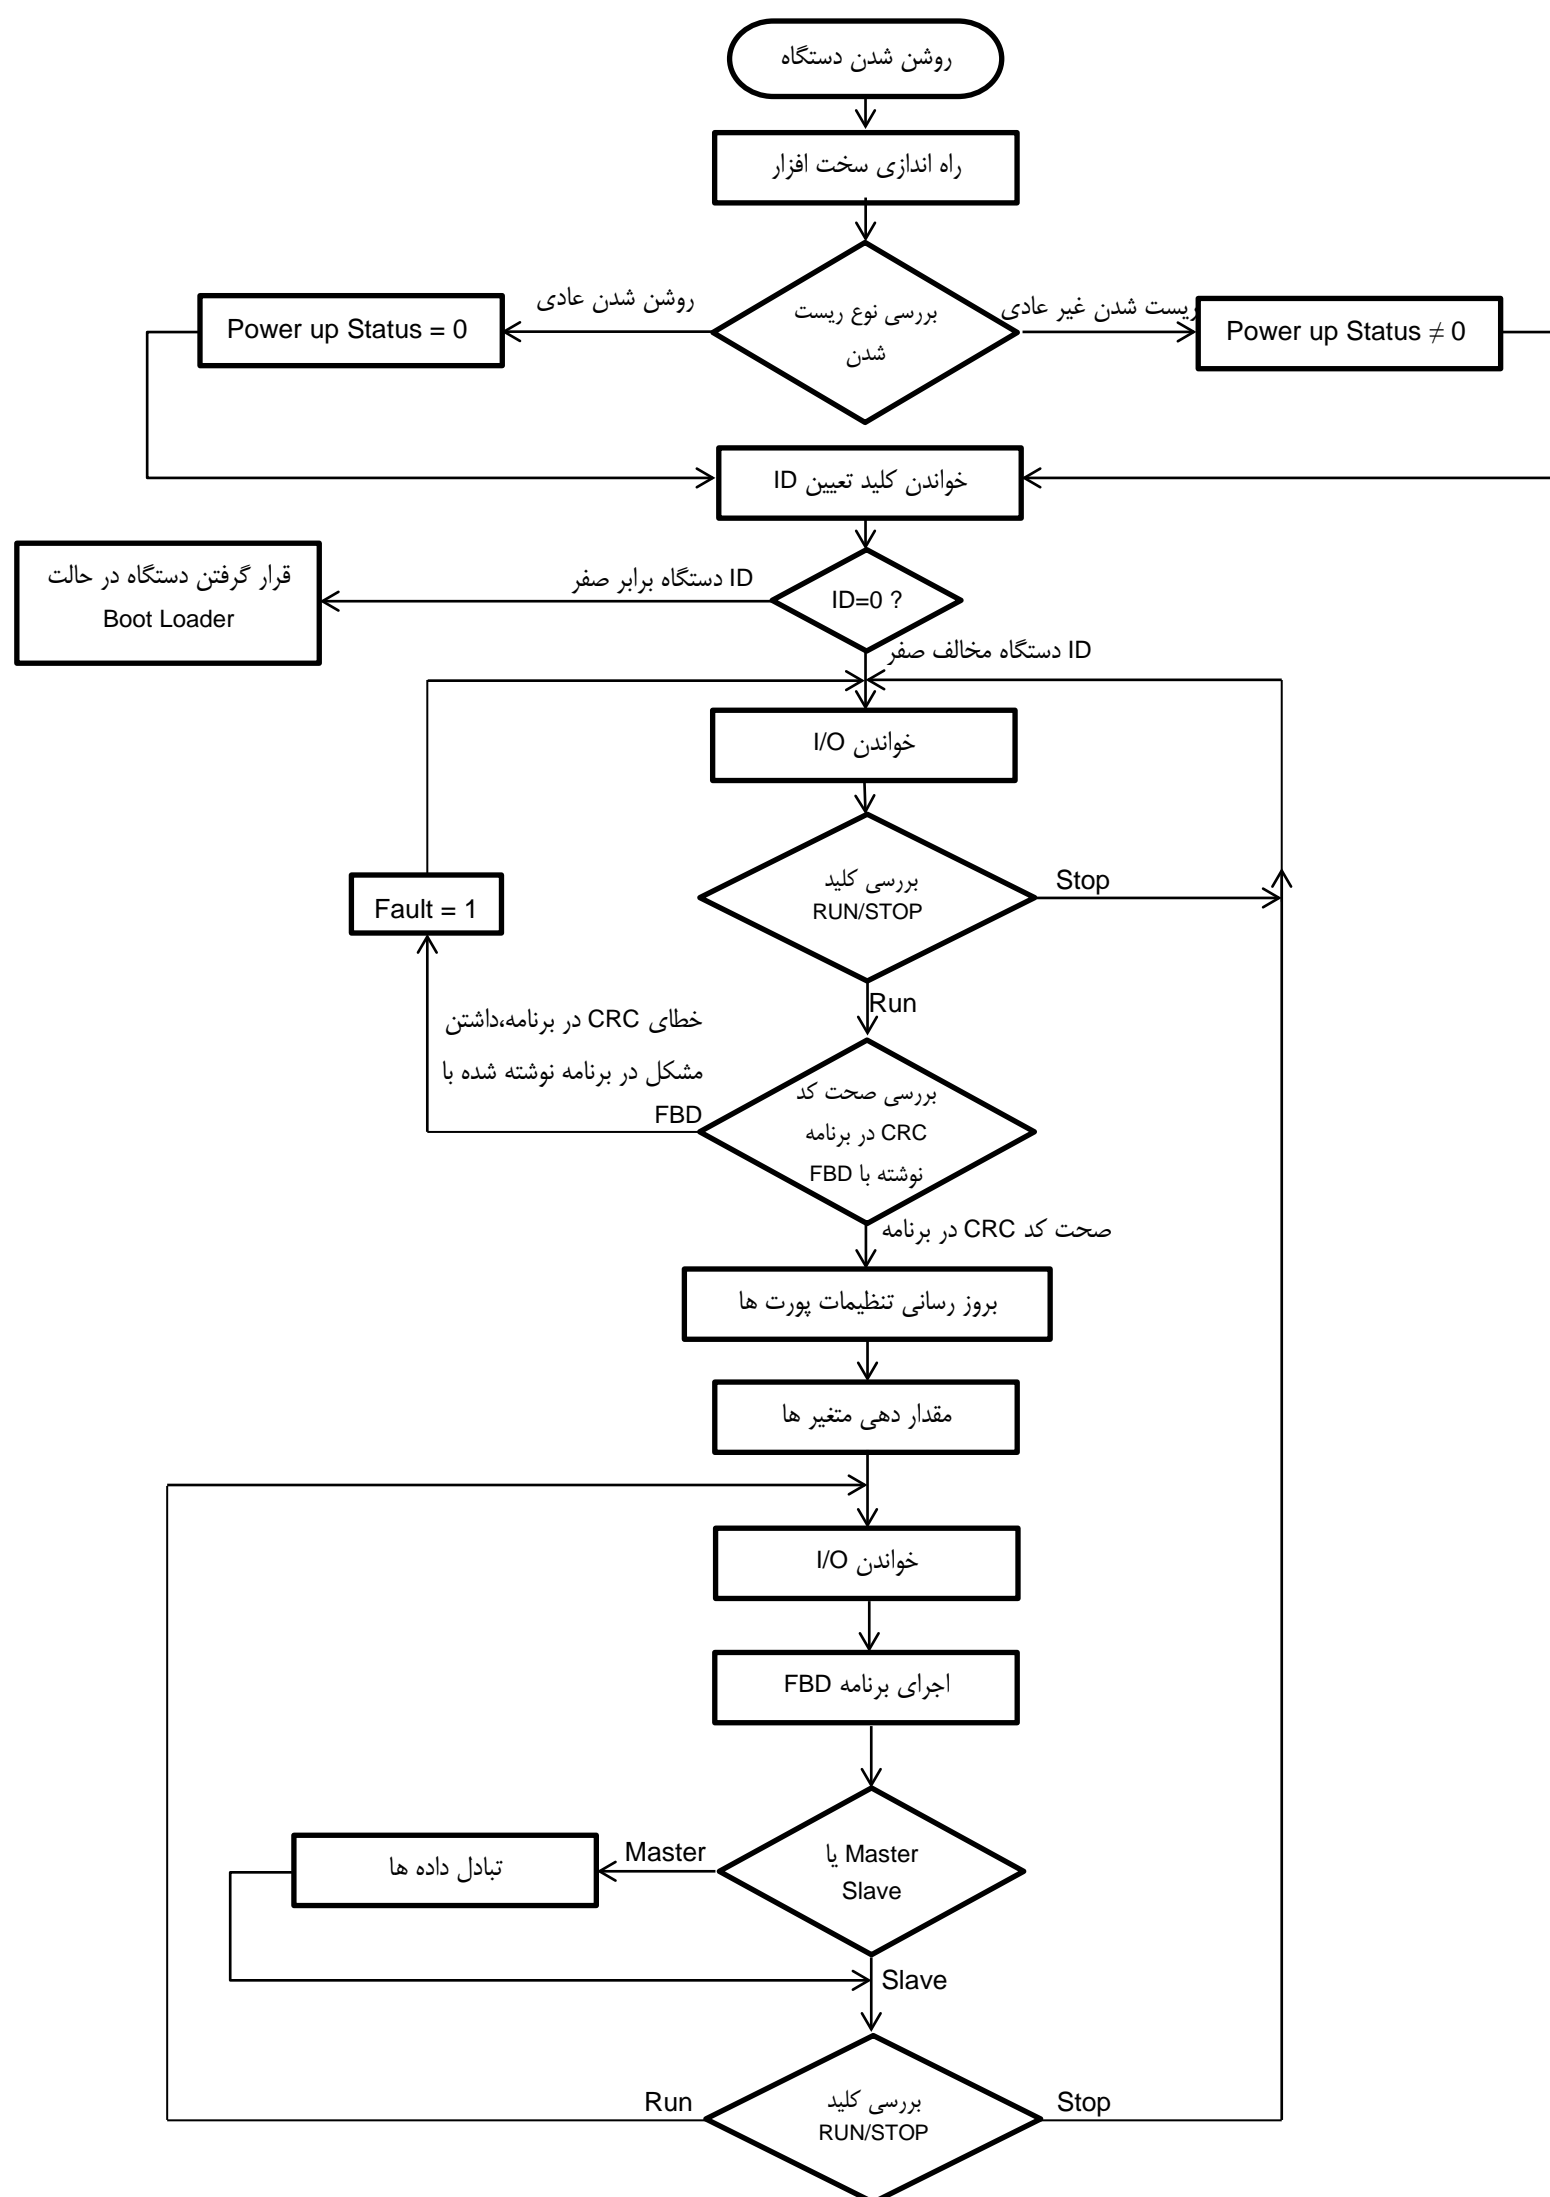 روشن شدن دستگاه
راه اندازی سخت افزار
بررسی نوع ریست
شدن
روشن شدن عادی
ریست شدن غیر عادی
Power up Status = 0
Power up Status ≠ 0
خواندن کلید تعیین ID
ID=0 ?
ID دستگاه برابر صفر
قرار گرفتن دستگاه در حالت
Boot Loader
ID دستگاه مخالف صفر
خواندن I/O
بررسی کلید
RUN/STOP
Stop
Fault = 1
Run
خطای CRC در برنامه،داشتن
مشکل در برنامه نوشته شده با
FBD
بررسی صحت کد
CRC در برنامه
نوشته با FBD
صحت کد CRC در برنامه
بروز رسانی تنظیمات پورت ها
مقدار دهی متغیر ها
خواندن I/O
اجرای برنامه FBD
Master یا
Slave
Master
تبادل داده ها
Slave
بررسی کلید
RUN/STOP
Run
Stop